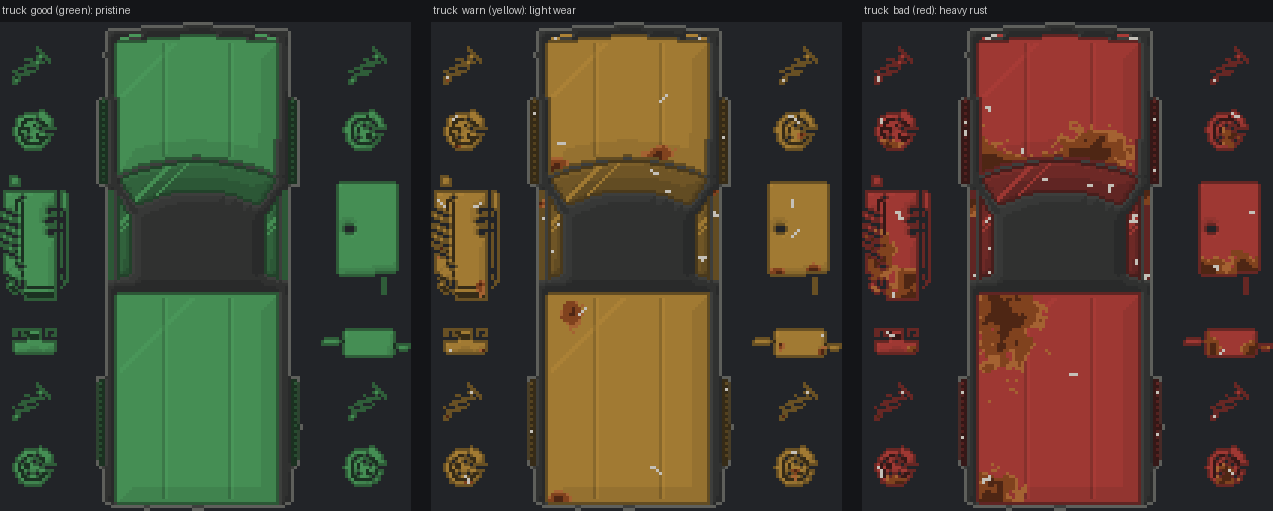 truck good (green): pristine
truck warn (yellow): light wear
truck bad (red): heavy rust